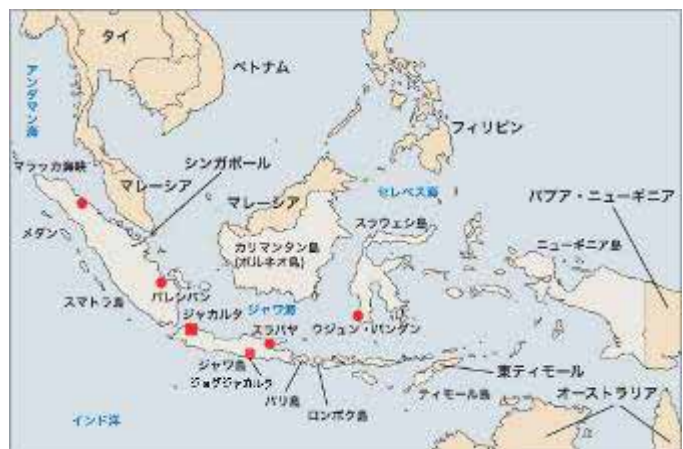 タイ
アンダマン海
ベトナム
フィリピン
シンガポール
マラッカ海峡
マレーシア
マレーシア
セレベス海
パプア・ニューギニア
メダン
スラウェシ島
カリマンタン島
(ボルネオ島)
ニューギニア島
スマトラ島
パレンバン
ジャカルタ
ジャワ海
スラバヤ
ウジュン・パンダン
ジャワ島
ジョグジャカルタ
バリ島
ロンボク島
東ティモール
ティモール島
オーストラリア
インド洋